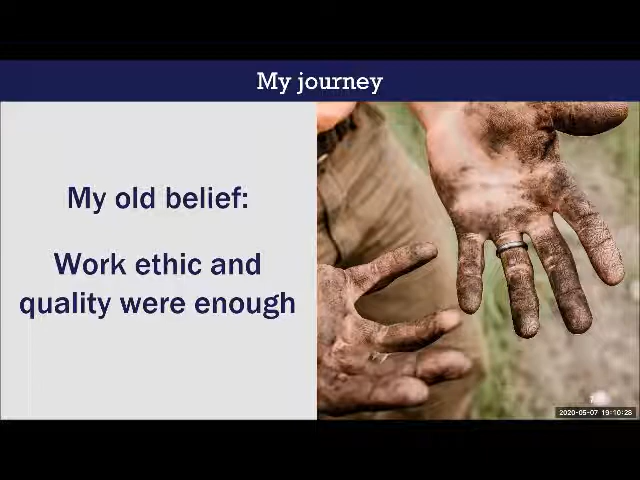 My journey
My old belief:
Work ethic and
quality were enough
2020-05-07 19:10:28